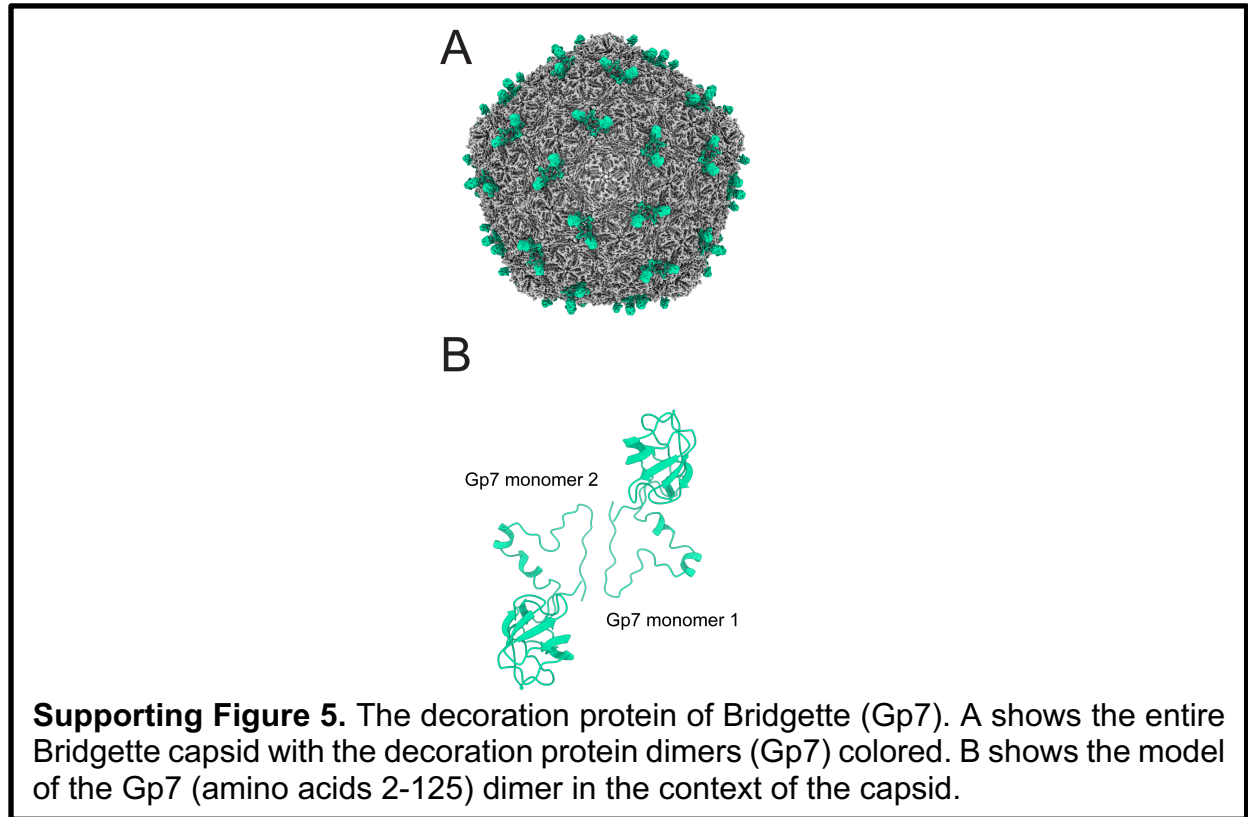 A
B
Gp7 monomer 2
Gp7 monomer 1
Supporting Figure 5. The decoration protein of Bridgette (Gp7). A shows the entire
Bridgette capsid with the decoration protein dimers (Gp7) colored. B shows the model
of the Gp7 (amino acids 2-125) dimer in the context of the capsid.